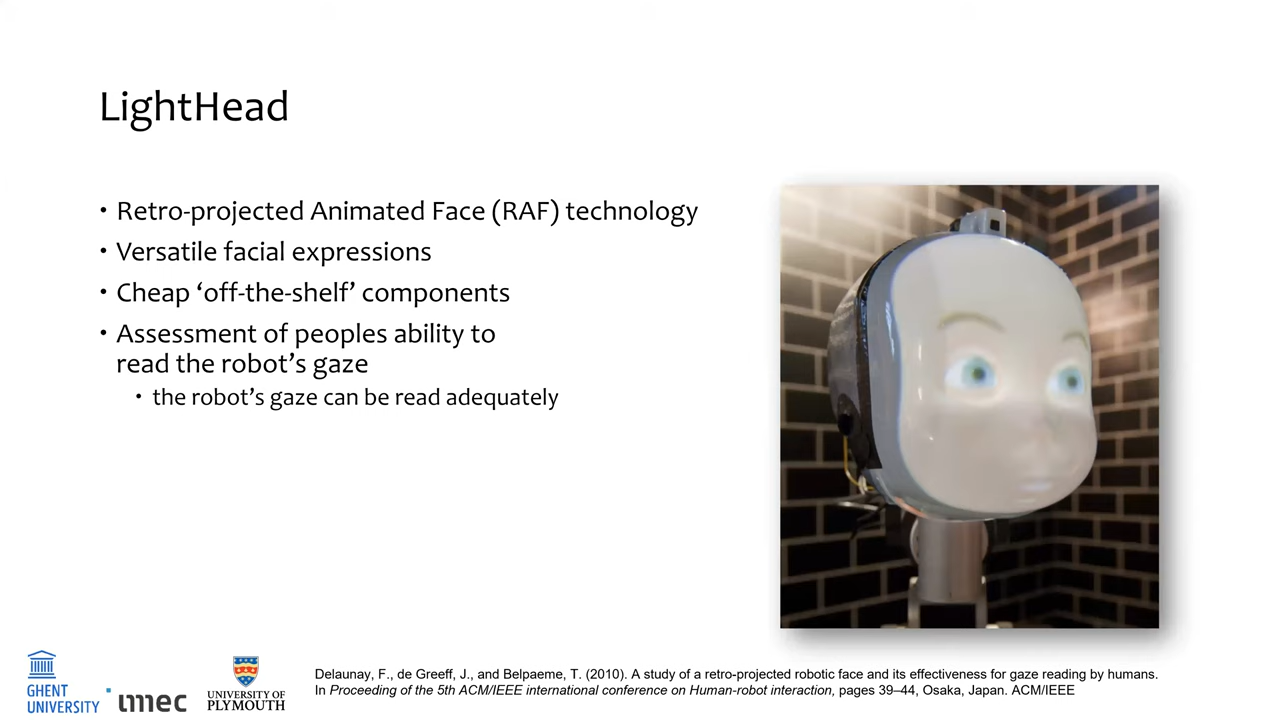 LightHead
• Retro-projected Animated Face (RAF) technology
• Versatile facial expressions
• Cheap ‘off-the-shelf’ components
• Assessment of peoples ability to
read the robot’s gaze
• the robot’s gaze can be read adequately
GHENT
UNIVERSITY
imec
UNIVERSITY OF
PLYMOUTH
Delaunay, F., de Greeff, J., and Belpaeme, T. (2010). A study of a retro-projected robotic face and its effectiveness for gaze reading by humans.
In Proceeding of the 5th ACM/IEEE international conference on Human-robot interaction, pages 39–44, Osaka, Japan. ACM/IEEE